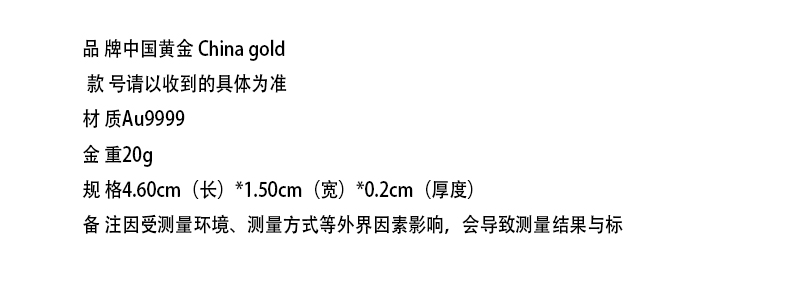 品 牌中国黄金 China gold
款 号请以收到的具体为准
材 质Au9999
金 重20g
规 格4.60cm（长）*1.50cm（宽）*0.2cm（厚度）
备 注因受测量环境、测量方式等外界因素影响，会导致测量结果与标